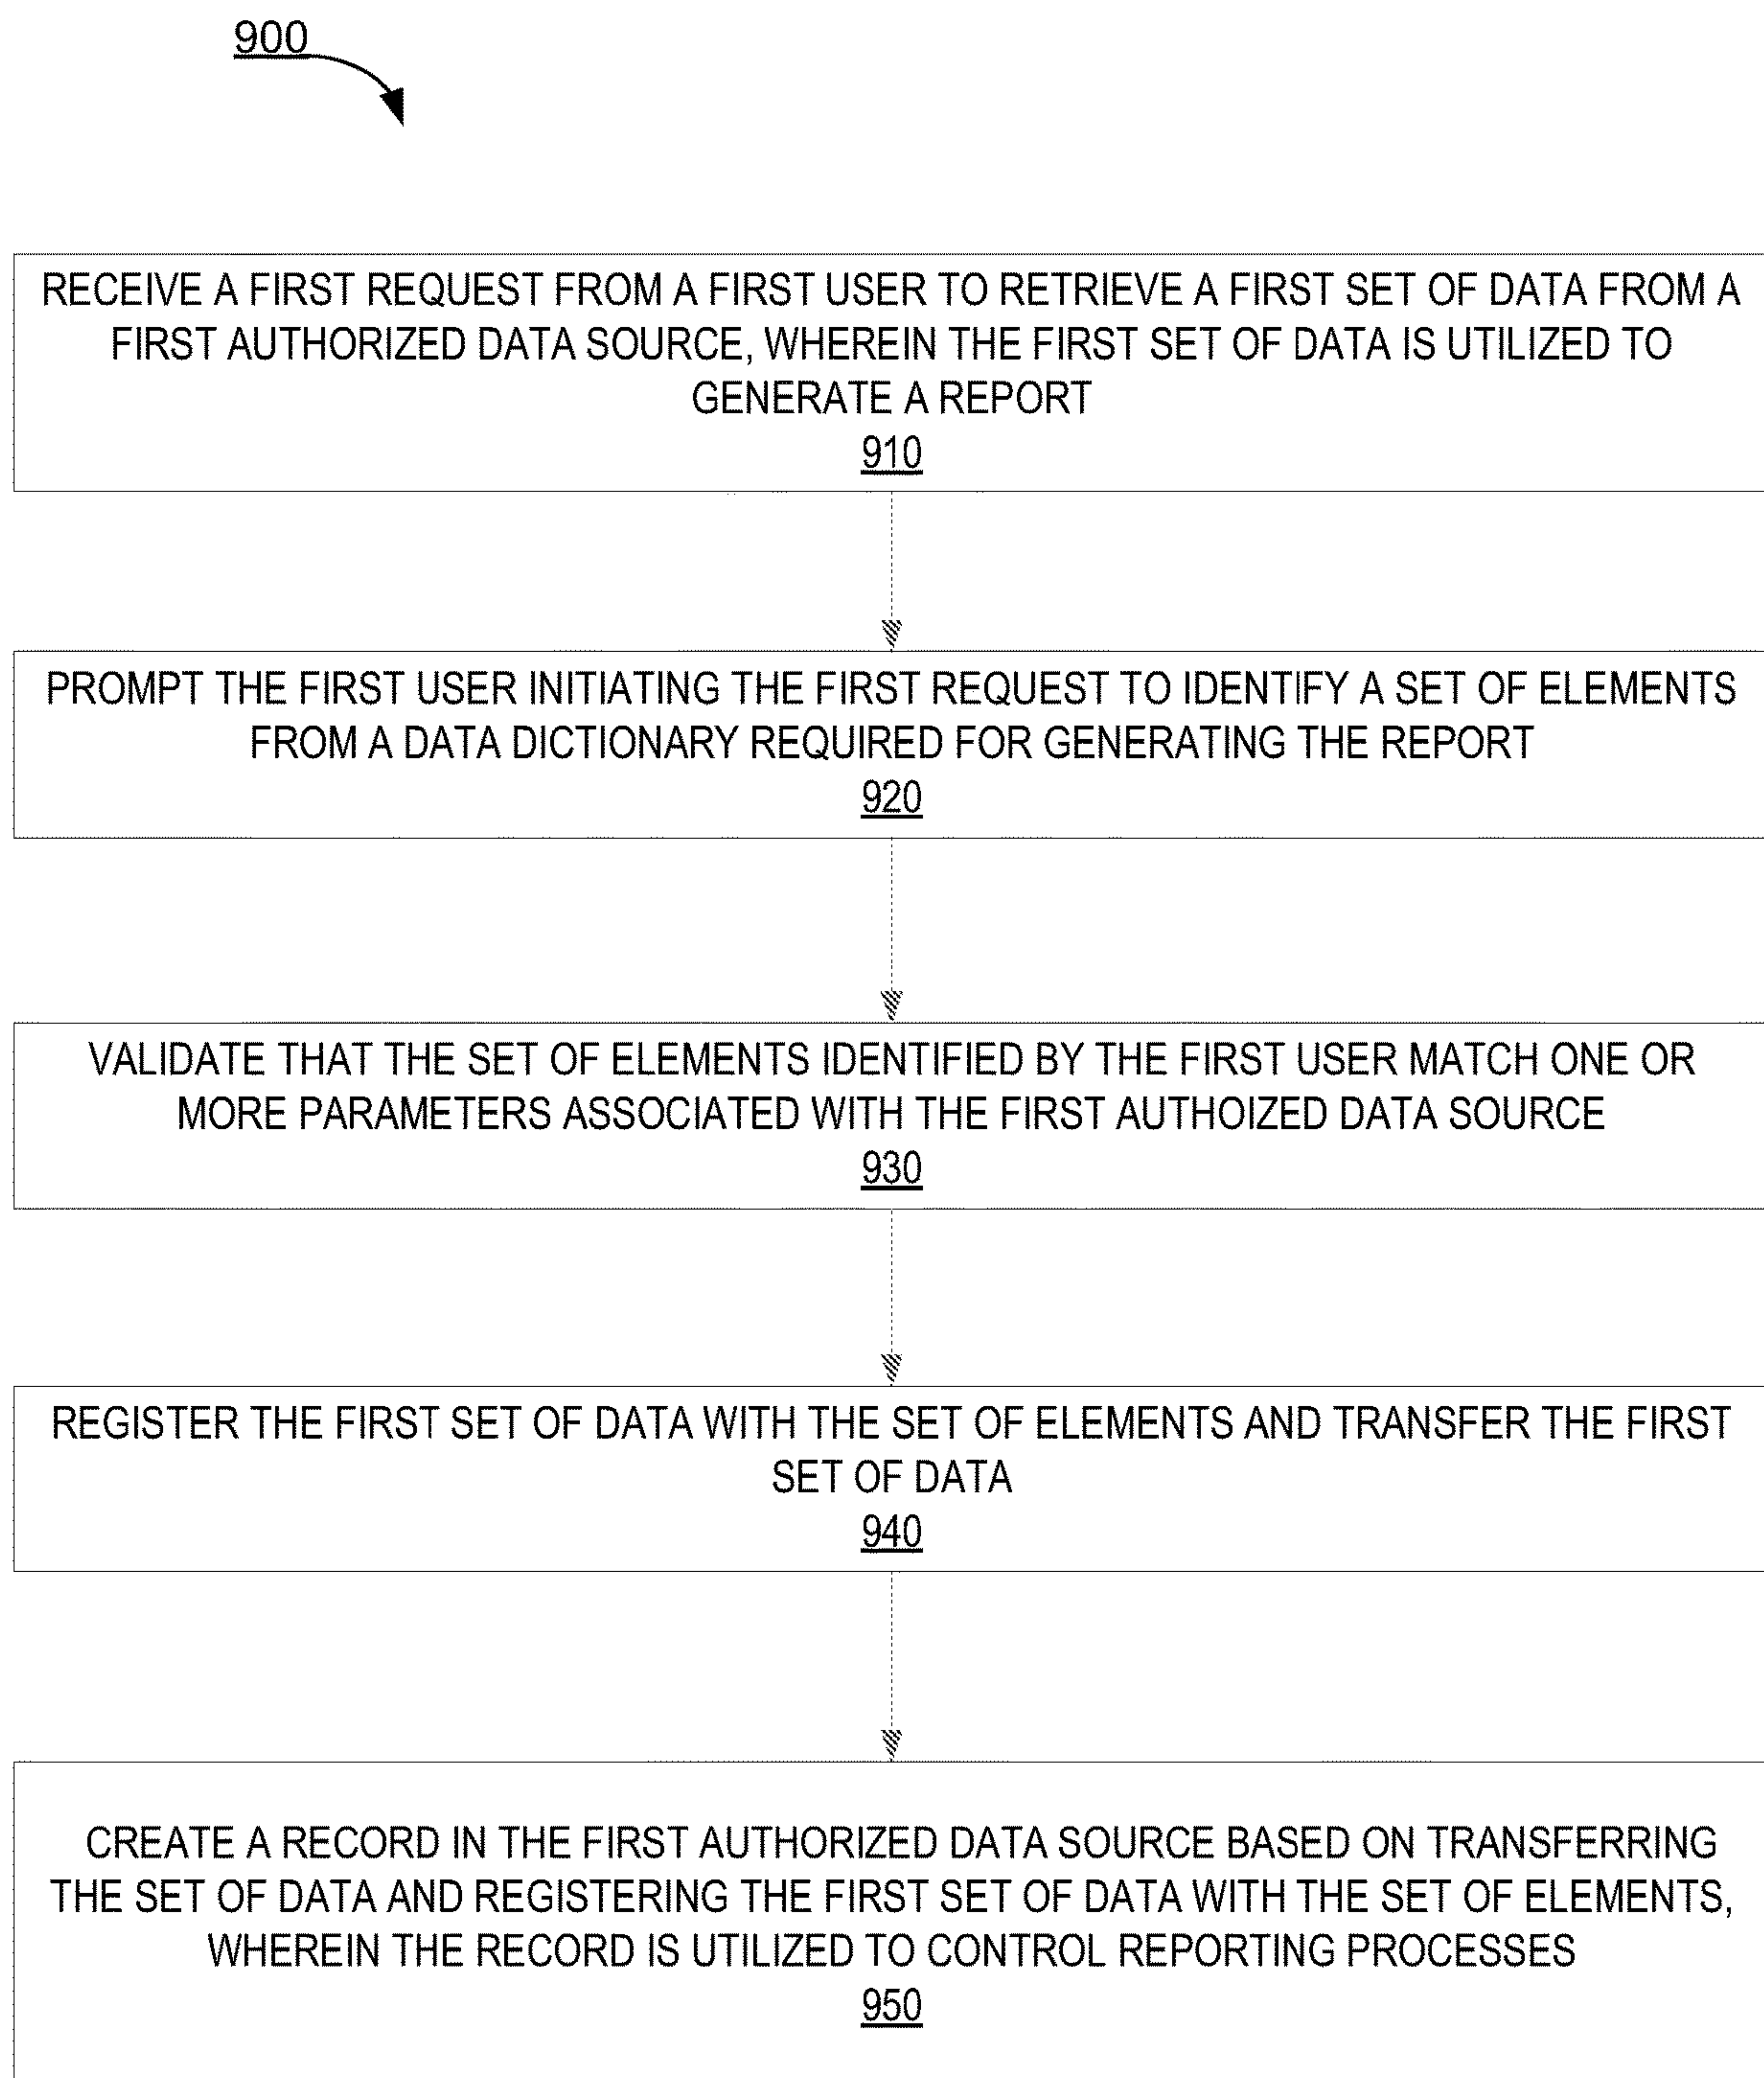 900
RECEIVE A FIRST REQUEST FROM A FIRST USER TO RETRIEVE A FIRST SET OF DATA FROM A
FIRST AUTHORIZED DATA SOURCE, WHEREIN THE FIRST SET OF DATA IS UTILIZED TO
GENERATE A REPORT
910
PROMPT THE FIRST USER INITIATING THE FIRST REQUEST TO IDENTIFY A SET OF ELEMENTS
FROM A DATA DICTIONARY REQUIRED FOR GENERATING THE REPORT
920
VALIDATE THAT THE SET OF ELEMENTS IDENTIFIED BY THE FIRST USER MATCH ONE OR
MORE PARAMETERS ASSOCIATED WITH THE FIRST AUTHOIZED DATA SOURCE
930
REGISTER THE FIRST SET OF DATA WITH THE SET OF ELEMENTS AND TRANSFER THE FIRST
SET OF DATA
940
CREATE A RECORD IN THE FIRST AUTHORIZED DATA SOURCE BASED ON TRANSFERRING
THE SET OF DATA AND REGISTERING THE FIRST SET OF DATA WITH THE SET OF ELEMENTS,
WHEREIN THE RECORD IS UTILIZED TO CONTROL REPORTING PROCESSES
950